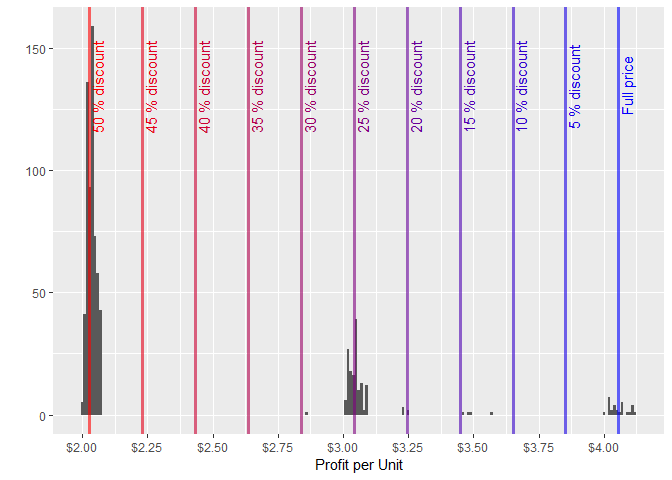 150
100
50
0
50 % discount
45 % discount
40 % discount
35 % discount
30 % discount
25 % discount
20 % discount
15 % discount
10 % discount
5 % discount
Full price
$2.00
$2.25
$2.50
$2.75
$3.00
$3.25
$3.50
$3.75
$4.00
Profit per Unit